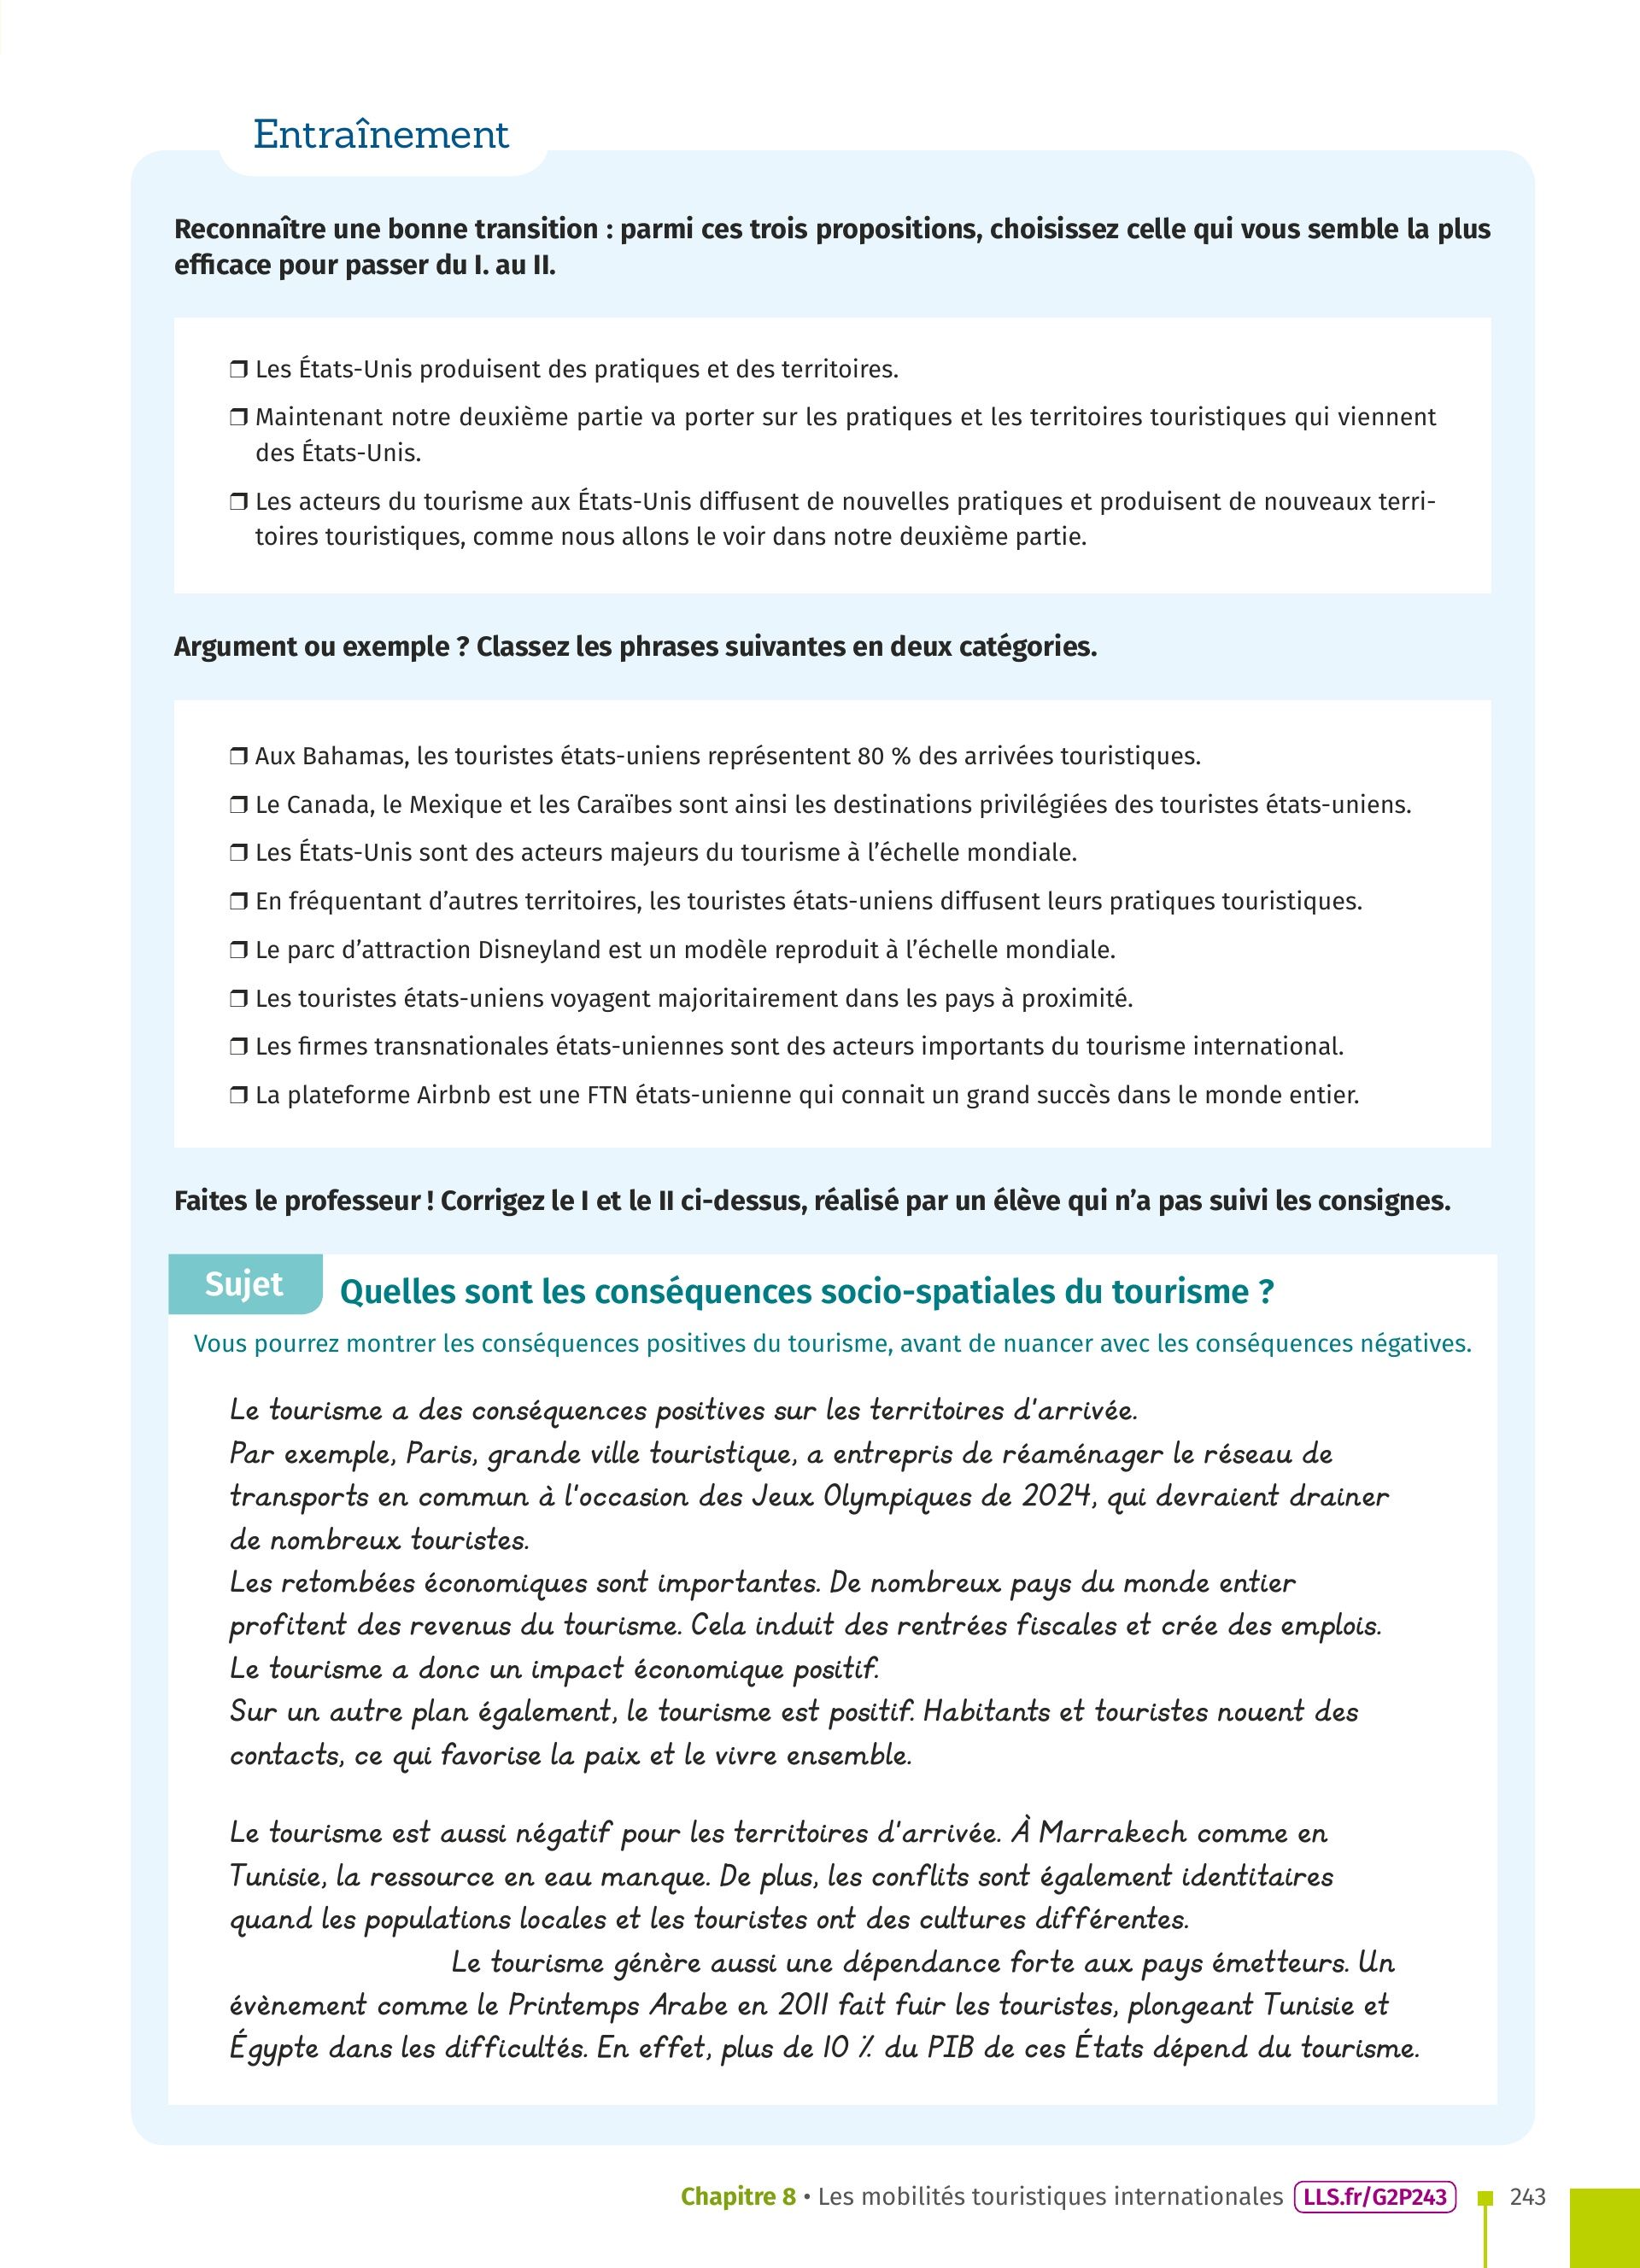 Entraînement
Reconnaître une bonne transition : parmi ces trois propositions, choisissez celle qui vous semble la plus
efficace pour passer du I. au II.
❒ Les États-Unis produisent des pratiques et des territoires.
❒ Maintenant notre deuxième partie va porter sur les pratiques et les territoires touristiques qui viennent
des États-Unis.
❒ Les acteurs du tourisme aux États-Unis diffusent de nouvelles pratiques et produisent de nouveaux terri-
toires touristiques, comme nous allons le voir dans notre deuxième partie.
Argument ou exemple ? Classez les phrases suivantes en deux catégories.
❒ Aux Bahamas, les touristes états-uniens représentent 80 % des arrivées touristiques.
❒ Le Canada, le Mexique et les Caraïbes sont ainsi les destinations privilégiées des touristes états-uniens.
❒ Les États-Unis sont des acteurs majeurs du tourisme à l’échelle mondiale.
❒ En fréquentant d’autres territoires, les touristes états-uniens diffusent leurs pratiques touristiques.
❒ Le parc d’attraction Disneyland est un modèle reproduit à l’échelle mondiale.
❒ Les touristes états-uniens voyagent majoritairement dans les pays à proximité.
❒ Les firmes transnationales états-uniennes sont des acteurs importants du tourisme international.
❒ La plateforme Airbnb est une FTN états-unienne qui connait un grand succès dans le monde entier.
Faites le professeur ! Corrigez le I et le II ci-dessus, réalisé par un élève qui n’a pas suivi les consignes.
Sujet Quelles sont les conséquences socio-spatiales du tourisme ?
Vous pourrez montrer les conséquences positives du tourisme, avant de nuancer avec les conséquences négatives.
Le tourisme a des conséquences positives sur les territoires d'arrivée.
Par exemple, Paris, grande ville touristique, a entrepris de réaménager le réseau de
transports en commun à l'occasion des Jeux Olympiques de 2024, qui devraient drainer
de nombreux touristes.
Les retombées économiques sont importantes. De nombreux pays du monde entier
profitent des revenus du tourisme. Cela induit des rentrées fiscales et crée des emplois.
Le tourisme a donc un impact économique positif.
Sur un autre plan également, le tourisme est positif. Habitants et touristes nouent des
contacts, ce qui favorise la paix et le vivre ensemble.
Le tourisme est aussi négatif pour les territoires d'arrivée. À Marrakech comme en
Tunisie, la ressource en eau manque. De plus, les conflits sont également identitaires
quand les populations locales et les touristes ont des cultures différentes.
Le tourisme génère aussi une dépendance forte aux pays émetteurs. Un
évènement comme le Printemps Arabe en 2011 fait fuir les touristes, plongeant Tunisie et
Égypte dans les difficultés. En effet, plus de 10 % du PIB de ces États dépend du tourisme.
Chapitre 8 • Les mobilités touristiques internationales LLS.fr/G2P243 243